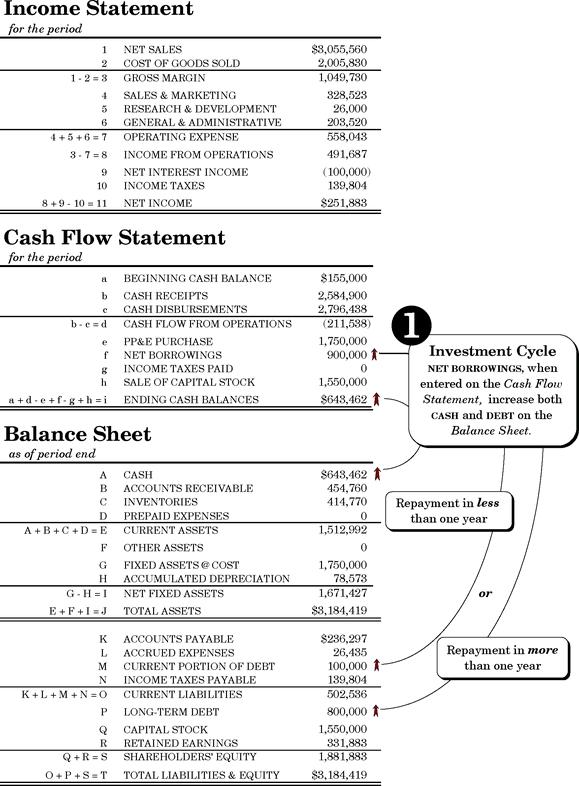 Income Statement
for the period
1 NET SALES $3,055,560
2 COST OF GOODS SOLD 2,005,830
1 - 2 = 3 GROSS MARGIN 1,049,730
4 SALES & MARKETING 328,523
5 RESEARCH & DEVELOPMENT 26,000
6 GENERAL & ADMINISTRATIVE 203,520
4 + 5 + 6 = 7 OPERATING EXPENSE 558,043
3 - 7 = 8 INCOME FROM OPERATIONS 491,687
9 NET INTEREST INCOME (100,000)
10 INCOME TAXES 139,804
8 + 9 - 10 = 11 NET INCOME $251,883
Cash Flow Statement
for the period
a BEGINNING CASH BALANCE $155,000
b CASH RECEIPTS 2,584,900
c CASH DISBURSEMENTS 2,796,438
b - c = d CASH FLOW FROM OPERATIONS (211,538)
e PP&E PURCHASE 1,750,000
f NET BORROWINGS 900,000
g INCOME TAXES PAID 0
h SALE OF CAPITAL STOCK 1,550,000
a + d - e + f - g + h = i ENDING CASH BALANCES $643,462
1
Investment Cycle
NET BORROWINGS, when
entered on the Cash Flow
Statement, increase both
CASH and DEBT on the
Balance Sheet.
Balance Sheet
as of period end
A CASH $643,462
B ACCOUNTS RECEIVABLE 454,760
C INVENTORIES 414,770
D PREPAID EXPENSES 0
A + B + C + D = E CURRENT ASSETS 1,512,992
F OTHER ASSETS 0
G FIXED ASSETS @ COST 1,750,000
H ACCUMULATED DEPRECIATION 78,573
G - H = I NET FIXED ASSETS 1,671,427
E + F + I = J TOTAL ASSETS $3,184,419
Repayment in less
than one year
or
Repayment in more
than one year
K ACCOUNTS PAYABLE $236,297
L ACCRUED EXPENSES 26,435
M CURRENT PORTION OF DEBT 100,000
N INCOME TAXES PAYABLE 139,804
K + L + M + N = O CURRENT LIABILITIES 502,536
P LONG-TERM DEBT 800,000
Q CAPITAL STOCK 1,550,000
R RETAINED EARNINGS 331,883
Q + R = S SHAREHOLDERS' EQUITY 1,881,883
O + P + S = T TOTAL LIABILITIES & EQUITY $3,184,419